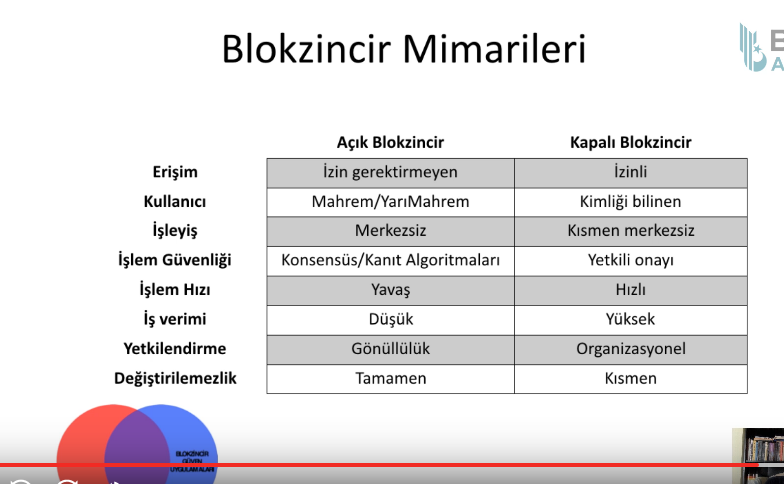 Blokzincir Mimarileri
Açık Blokzincir Kapalı Blokzincir
Erişim İzin gerektirmeyen İzinli
Kullanıcı Mahrem/YarıMahrem Kimliği bilinen
İşleyiş Merkezsiz Kısmen merkezsiz
İşlem Güvenliği Konsensüs/Kanıt Algoritmaları Yetkili onayı
İşlem Hızı Yavaş Hızlı
İş verimi Düşük Yüksek
Yetkilendirme Gönüllülük Organizasyonel
Değiştirilemezlik Tamamen Kısmen
BLOKZİNCİR
GÜVEN
UYGULAMALARI